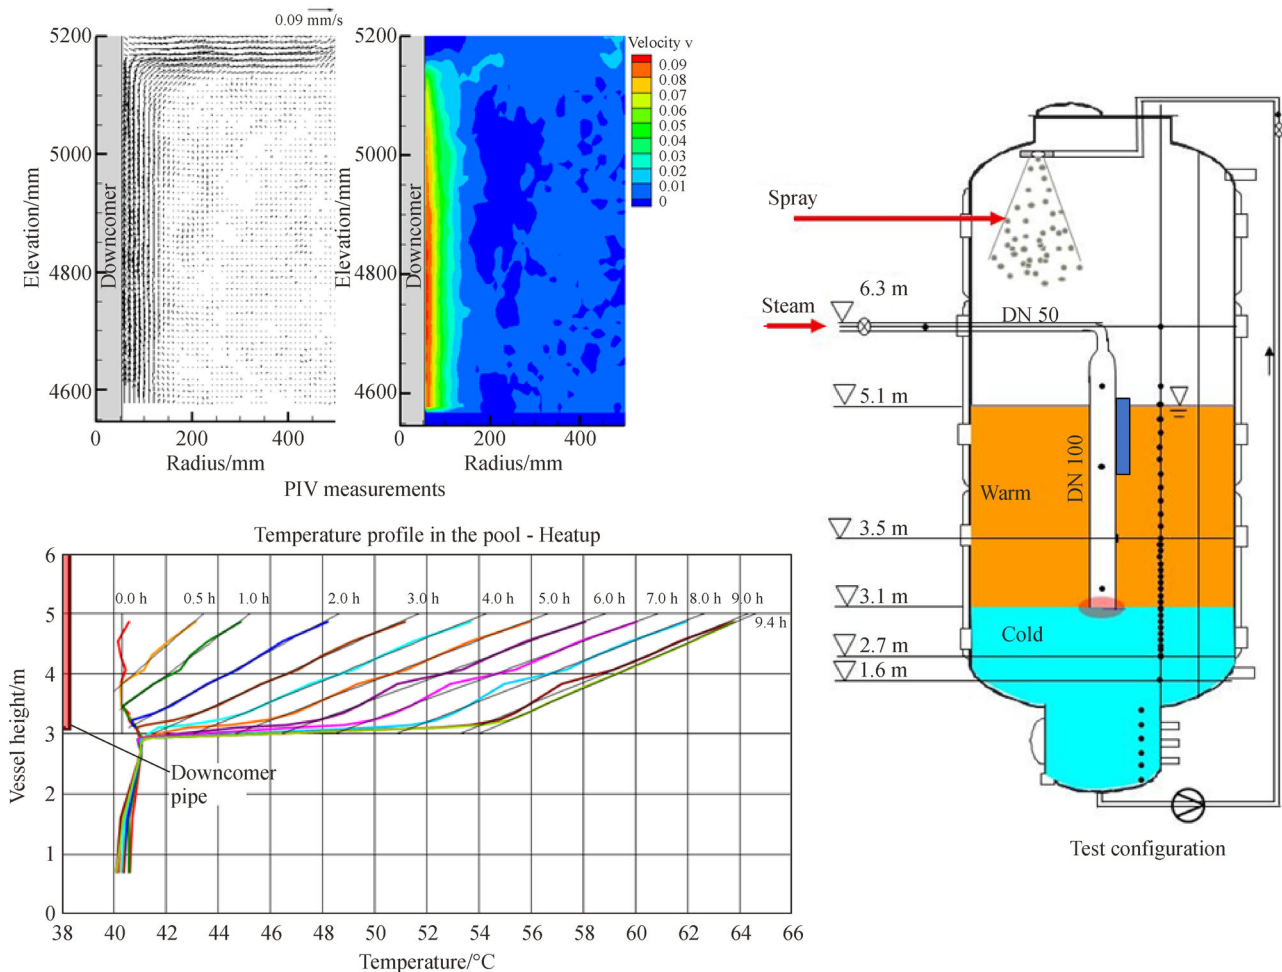 0.09 mm/s
5200
5000
4800
4600
Elevation/mm
Downcomer
0
200
400
Radius/mm
5200
5000
4800
4600
Elevation/mm
Downcomer
0
200
400
Radius/mm
Velocity v
0.09
0.08
0.07
0.06
0.05
0.04
0.03
0.02
0.01
0
PIV measurements
Temperature profile in the pool - Heatup
6
5
4
3
2
1
0
Vessel height/m
0.0 h
0.5 h
1.0 h
2.0 h
3.0 h
4.0 h
5.0 h
6.0 h
7.0 h
8.0 h
9.0 h
9.4 h
Downcomer
pipe
38
40
42
44
46
48
50
52
54
56
58
60
62
64
66
Temperature/°C
Spray
Steam
6.3 m
DN 50
5.1 m
DN 100
Warm
3.5 m
3.1 m
Cold
2.7 m
1.6 m
Test configuration